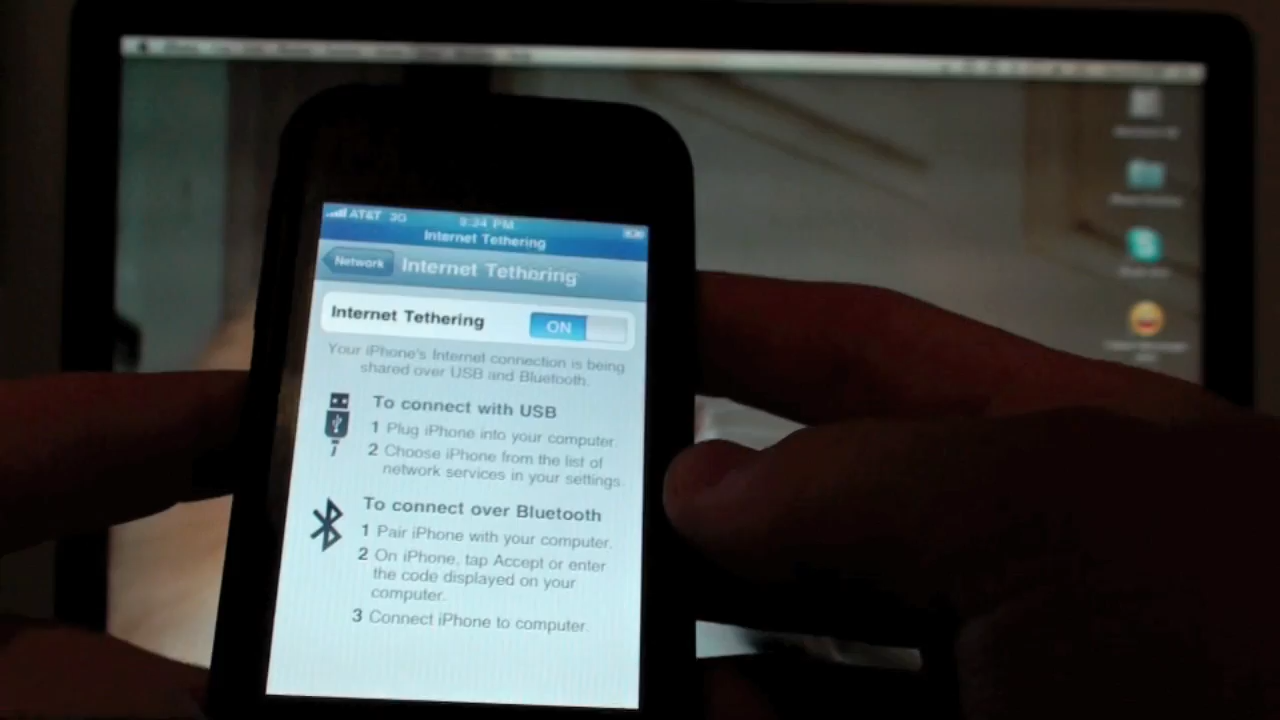 AT&T 3G 9:34 PM
Internet Tethering
Network Internet Tethering
Internet Tethering ON
Your iPhone's Internet connection is being
shared over USB and Bluetooth.
To connect with USB
1 Plug iPhone into your computer.
2 Choose iPhone from the list of
network services in your settings.
To connect over Bluetooth
1 Pair iPhone with your computer.
2 On iPhone, tap Accept or enter
the code displayed on your
computer.
3 Connect iPhone to computer.